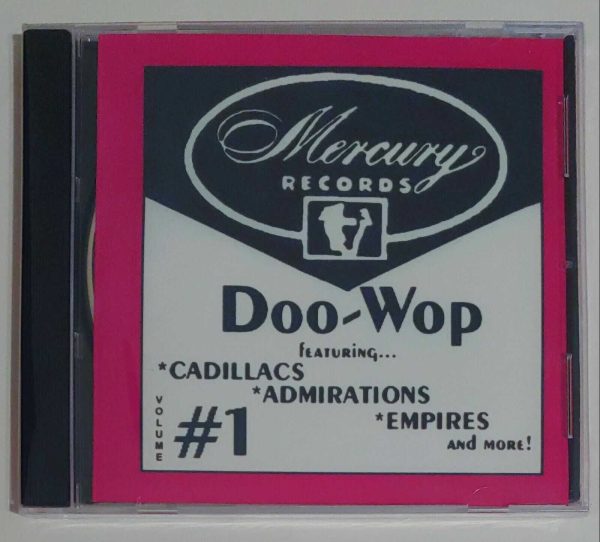 Mercury
RECORDS
Doo-Wop
featuring...
*CADILLACS
*ADMIRATIONS
*EMPIRES
and more!
VOLUME
#1